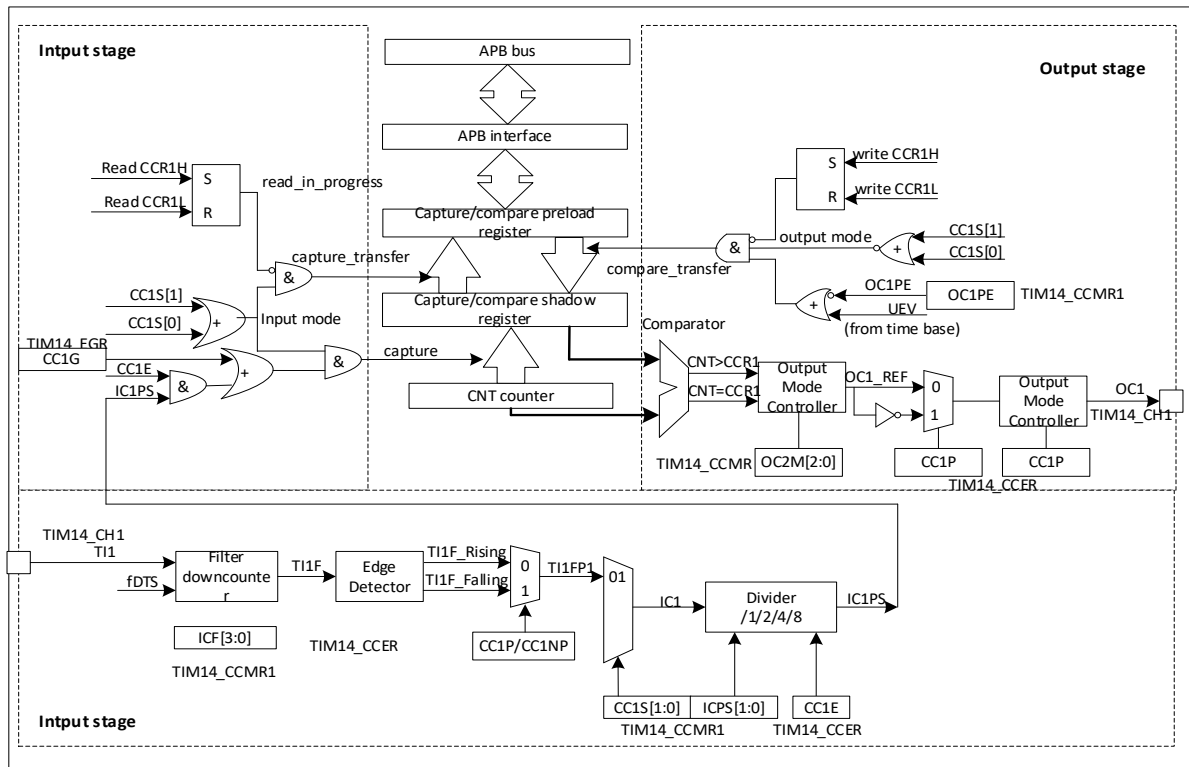 Intput stage
APB bus
Output stage
APB interface
Read CCR1H
Read CCR1L
S
R
read_in_progress
Capture/compare preload
register
S
R
write CCR1H
write CCR1L
capture_transfer
&
output mode
+
CC1S[1]
CC1S[0]
compare_transfer
&
CC1S[1]
CC1S[0]
+
Input mode
Capture/compare shadow
register
Comparator
+
OC1PE
UEV
(from time base)
OC1PE
TIM14_CCMR1
TIM14_EGR
CC1G
CC1E
IC1PS
&
+
&
capture
CNT counter
CNT>CCR1
CNT=CCR1
Output
Mode
Controller
OC1_REF
0
1
Output
Mode
Controller
OC1
TIM14_CH1
TIM14_CCMR
OC2M[2:0]
CC1P
CC1P
TIM14_CCER
TIM14_CH1
TI1
fDTS
Filter
downcounte
r
TI1F
Edge
Detector
TI1F_Rising
TI1F_Falling
0
1
TI1FP1
01
IC1
Divider
/1/2/4/8
IC1PS
ICF[3:0]
TIM14_CCMR1
TIM14_CCER
CC1P/CC1NP
CC1S[1:0]
ICPS[1:0]
CC1E
TIM14_CCMR1
TIM14_CCER
Intput stage